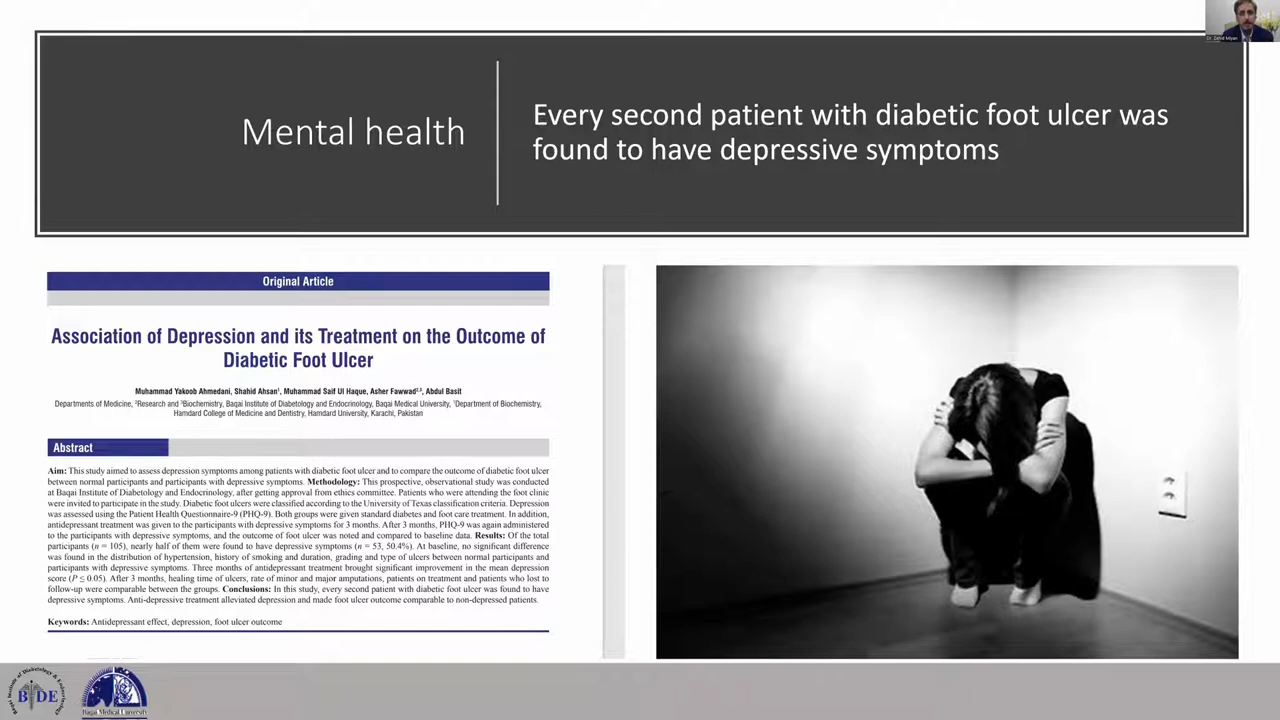 Dr. Zahid Miyan
Mental health
Every second patient with diabetic foot ulcer was
found to have depressive symptoms
Original Article
Association of Depression and its Treatment on the Outcome of
Diabetic Foot Ulcer
Muhammad Yakoob Ahmedani, Shahid Ahsan¹, Muhammad Saif Ul Haque, Asher Fawwad²,³, Abdul Basit
Departments of Medicine, ²Research and ³Biochemistry, Baqai Institute of Diabetology and Endocrinology, Baqai Medical University, ¹Department of Biochemistry,
Hamdard College of Medicine and Dentistry, Hamdard University, Karachi, Pakistan
Abstract
Aim: This study aimed to assess depression symptoms among patients with diabetic foot ulcer and to compare the outcome of diabetic foot ulcer
between normal participants and participants with depressive symptoms. Methodology: This prospective, observational study was conducted
at Baqai Institute of Diabetology and Endocrinology, after getting approval from ethics committee. Patients who were attending the foot clinic
were invited to participate in the study. Diabetic foot ulcers were classified according to the University of Texas classification criteria. Depression
was assessed using the Patient Health Questionnaire-9 (PHQ-9). Both groups were given standard diabetes and foot care treatment. In addition,
antidepressant treatment was given to the participants with depressive symptoms for 3 months. After 3 months, PHQ-9 was again administered
to the participants with depressive symptoms, and the outcome of foot ulcer was noted and compared to baseline data. Results: Of the total
participants (n = 105), nearly half of them were found to have depressive symptoms (n = 53, 50.4%). At baseline, no significant difference
was found in the distribution of hypertension, history of smoking and duration, grading and type of ulcers between normal participants and
participants with depressive symptoms. Three months of antidepressant treatment brought significant improvement in the mean depression
score (P ≤ 0.05). After 3 months, healing time of ulcers, rate of minor and major amputations, patients on treatment and patients who lost to
follow-up were comparable between the groups. Conclusions: In this study, every second patient with diabetic foot ulcer was found to have
depressive symptoms. Anti-depressive treatment alleviated depression and made foot ulcer outcome comparable to non-depressed patients.
Keywords: Antidepressant effect, depression, foot ulcer outcome
Baqai Institute of Diabetology & Endocrinology
BIDE
Baqai Medical University